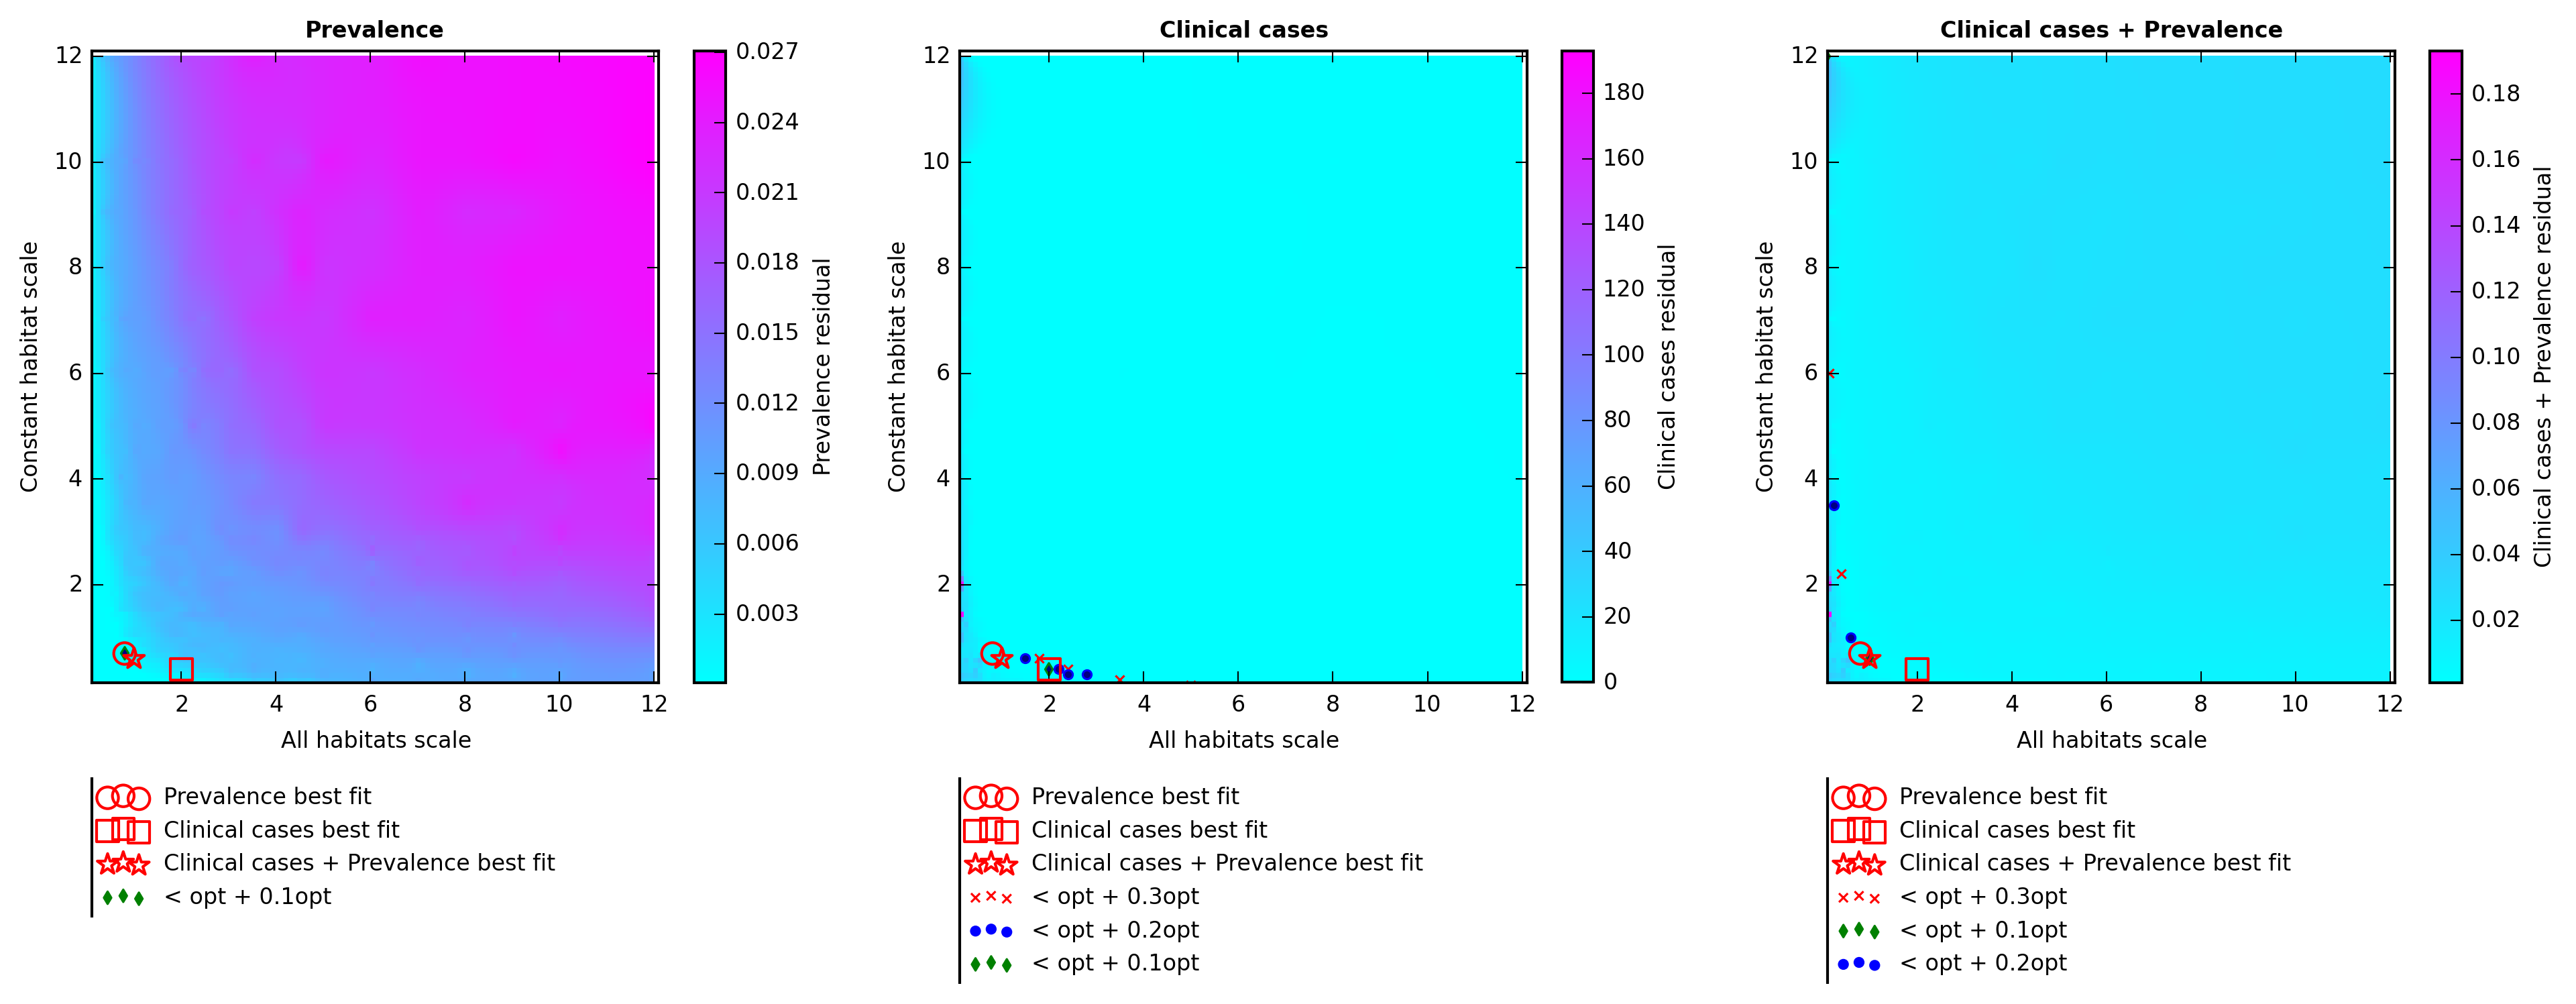 Prevalence
12
10
8
6
4
2
Constant habitat scale
2
4
6
8
10
12
All habitats scale
0.027
0.024
0.021
0.018
0.015
0.012
0.009
0.006
0.003
Prevalence residual
Prevalence best fit
Clinical cases best fit
Clinical cases + Prevalence best fit
< opt + 0.1opt
Clinical cases
12
10
8
6
4
2
Constant habitat scale
2
4
6
8
10
12
All habitats scale
180
160
140
120
100
80
60
40
20
0
Clinical cases residual
Prevalence best fit
Clinical cases best fit
Clinical cases + Prevalence best fit
< opt + 0.3opt
< opt + 0.2opt
< opt + 0.1opt
Clinical cases + Prevalence
12
10
8
6
4
2
Constant habitat scale
2
4
6
8
10
12
All habitats scale
0.18
0.16
0.14
0.12
0.10
0.08
0.06
0.04
0.02
Clinical cases + Prevalence residual
Prevalence best fit
Clinical cases best fit
Clinical cases + Prevalence best fit
< opt + 0.3opt
< opt + 0.1opt
< opt + 0.2opt